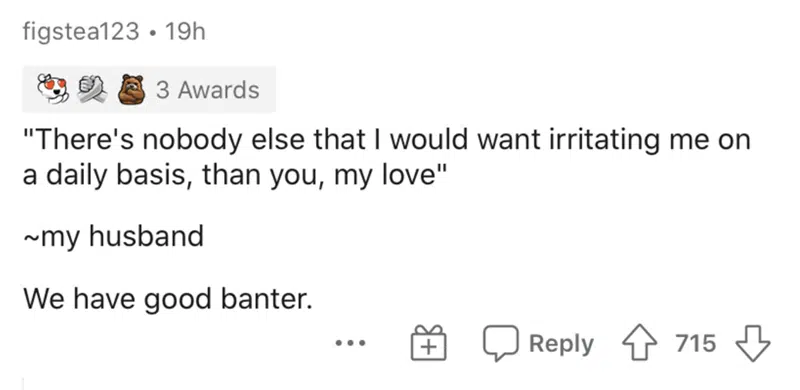 figstea123 • 19h
3 Awards
"There's nobody else that I would want irritating me on
a daily basis, than you, my love"
~my husband
We have good banter.
Reply 715